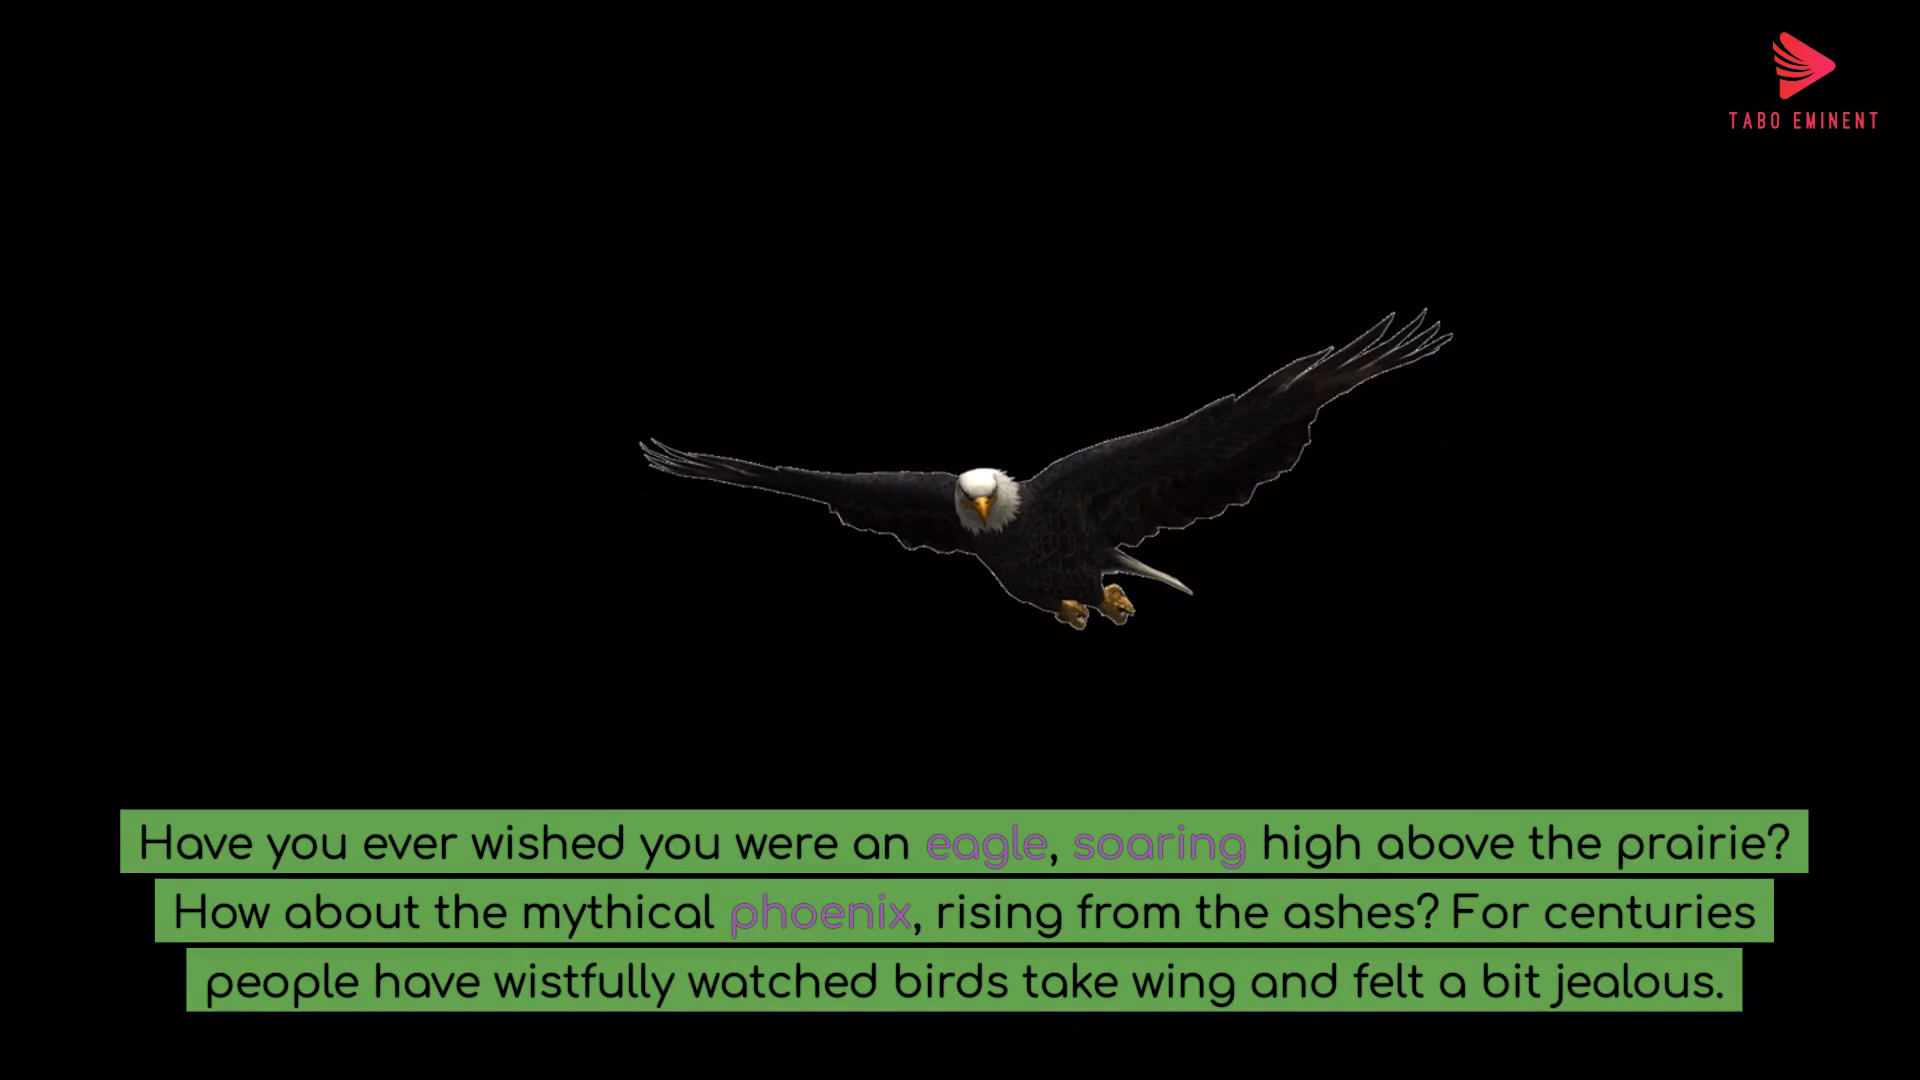 TABO EMINENT
Have you ever wished you were an eagle, soaring high above the prairie?
How about the mythical phoenix, rising from the ashes? For centuries
people have wistfully watched birds take wing and felt a bit jealous.